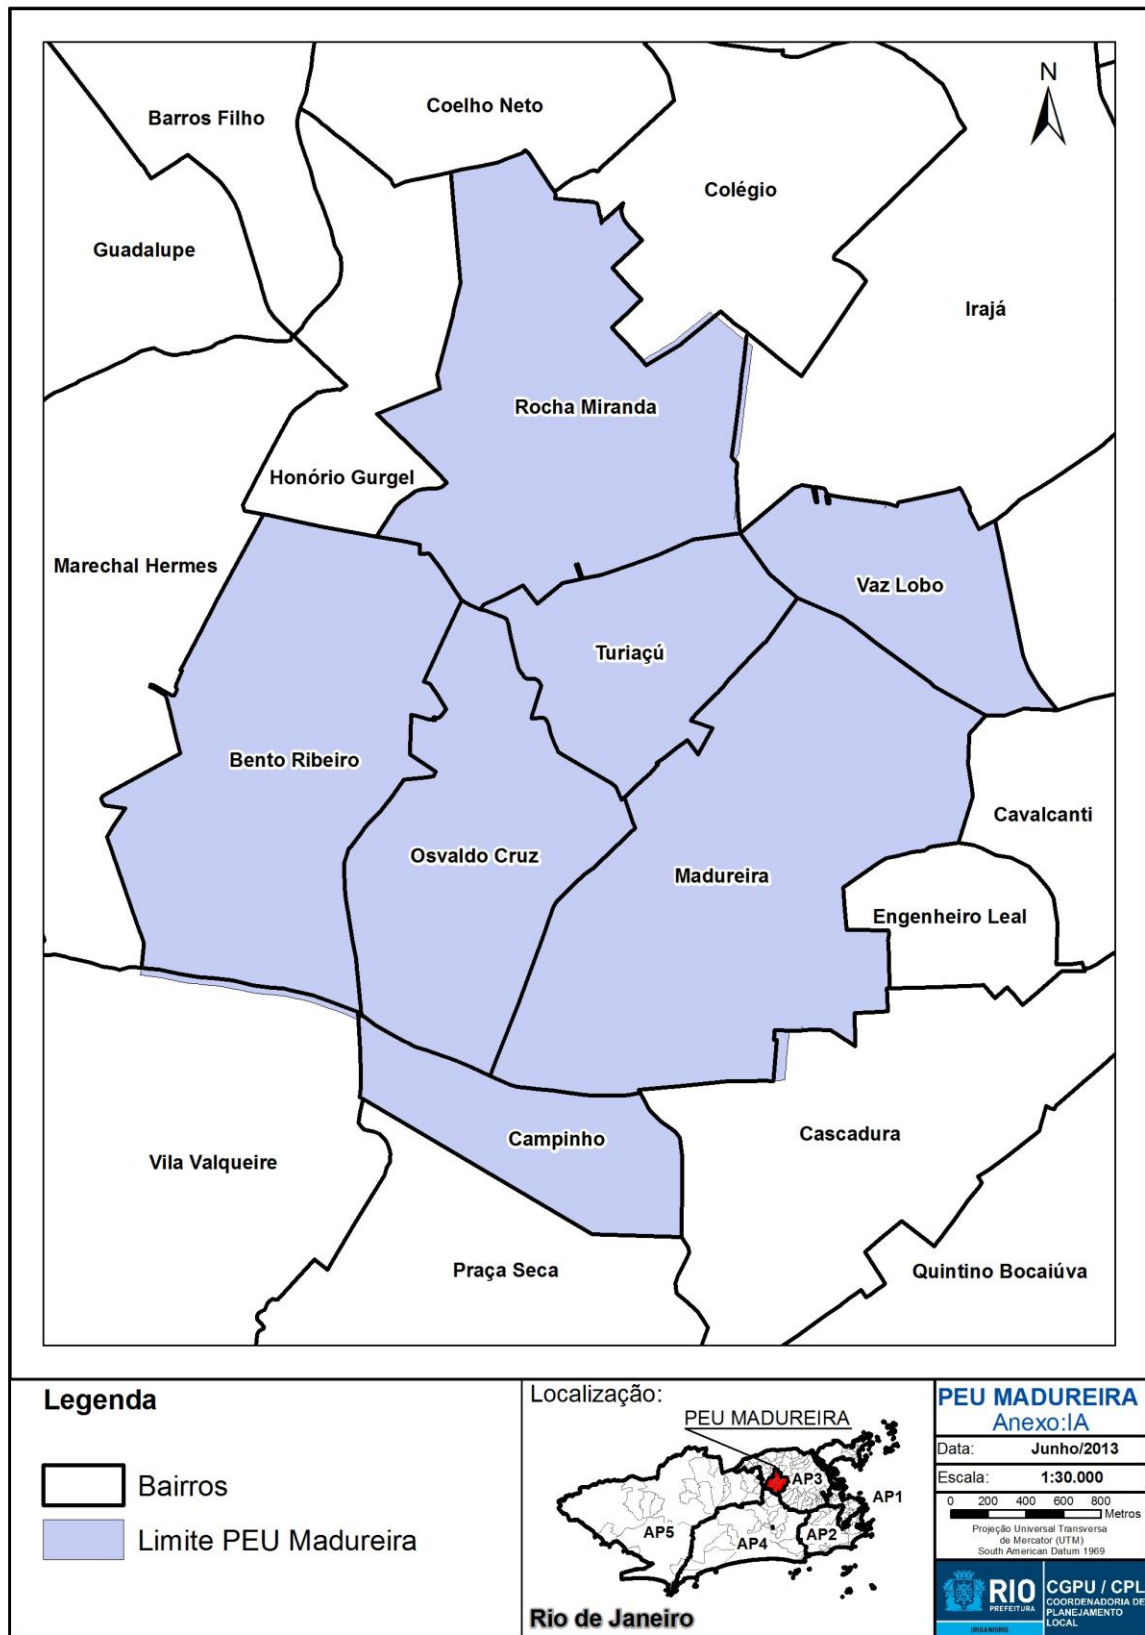 N
Barros Filho
Coelho Neto
Colégio
Guadalupe
Irajá
Rocha Miranda
Honório Gurgel
Marechal Hermes
Vaz Lobo
Turiaçú
Bento Ribeiro
Cavalcanti
Osvaldo Cruz
Madureira
Engenheiro Leal
Campinho
Cascadura
Vila Valqueire
Praça Seca
Quintino Bocaiúva
Legenda
Bairros
Limite PEU Madureira
Localização:
PEU MADUREIRA
AP3
AP1
AP5
AP4
AP2
Rio de Janeiro
PEU MADUREIRA
Anexo:IA
Data: Junho/2013
Escala: 1:30.000
0 200 400 600 800
Metros
Projeção Universal Transversa
de Mercator (UTM)
South American Datum 1969
RIO
PREFEITURA
URBANISMO
CGPU / CPL
COORDENADORIA DE
PLANEJAMENTO
LOCAL